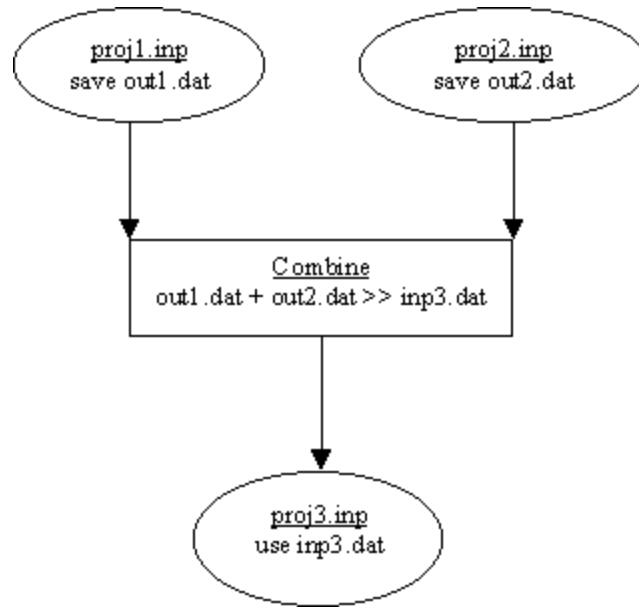 proj1.inp
save out1.dat
proj2.inp
save out2.dat
Combine
out1.dat + out2.dat >> inp3.dat
proj3.inp
use inp3.dat